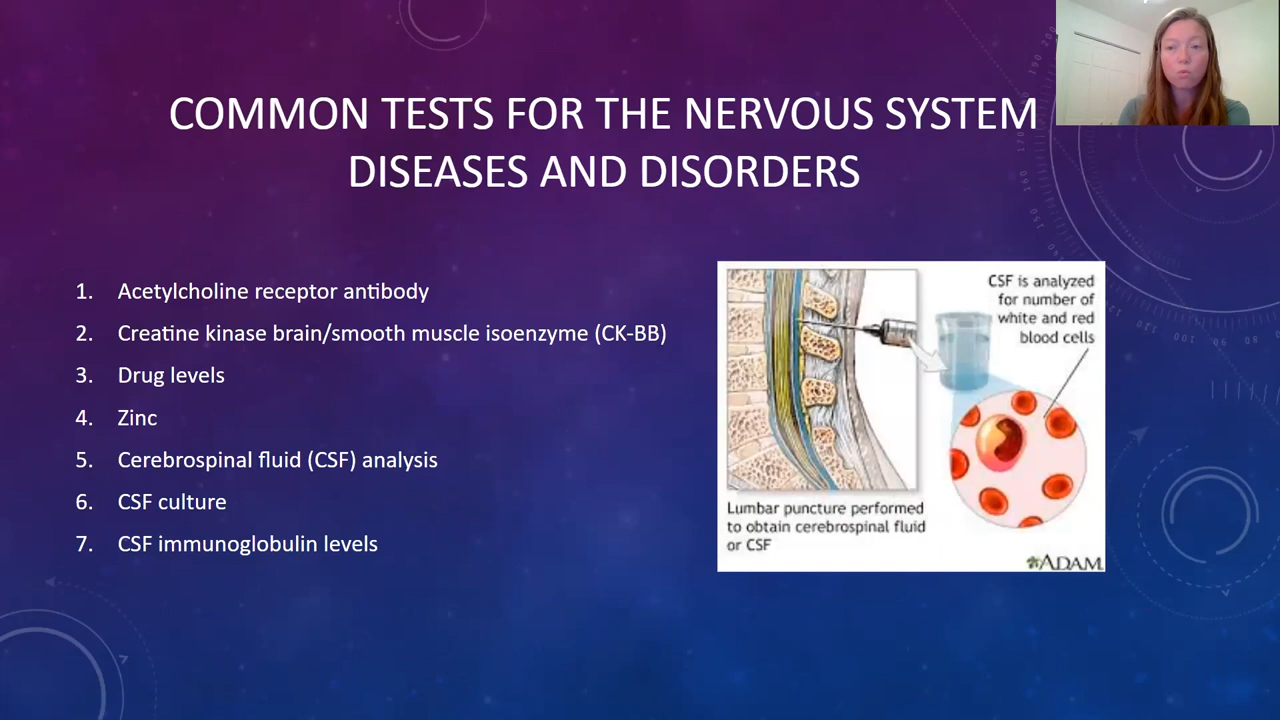 COMMON TESTS FOR THE NERVOUS SYSTEM
DISEASES AND DISORDERS
1. Acetylcholine receptor antibody
2. Creatine kinase brain/smooth muscle isoenzyme (CK-BB)
3. Drug levels
4. Zinc
5. Cerebrospinal fluid (CSF) analysis
6. CSF culture
7. CSF immunoglobulin levels
CSF is analyzed
for number of
white and red
blood cells
Lumbar puncture performed
to obtain cerebrospinal fluid
or CSF
ADAM